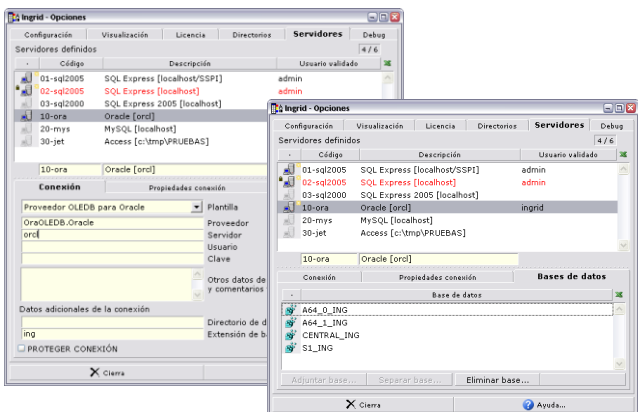 Ingrid - Opciones
Configuración Visualización Licencia Directorios Servidores Debug
Servidores definidos 4 / 6
· Código Descripción Usuario validado
01-sql2005 SQL Express [localhost/SSPI] admin
02-sql2005 SQL Express [localhost] admin
03-sql2000 SQL Express 2005 [localhost]
10-ora Oracle [orcl]
20-mys MySQL [localhost]
30-jet Access [c:\tmp\PRUEBAS]
10-ora Oracle [orcl]
Conexión Propiedades conexión
Proveedor OLEDB para Oracle Plantilla
OraOLEDB.Oracle Proveedor
orcl Servidor
Usuario
Clave
Otros datos de
y comentarios
Datos adicionales de la conexión
Directorio de d
ing Extensión de b
PROTEGER CONEXIÓN
Cierra
Ingrid - Opciones
Configuración Visualización Licencia Directorios Servidores Debug
Servidores definidos 4 / 6
· Código Descripción Usuario validado
01-sql2005 SQL Express [localhost/SSPI] admin
02-sql2005 SQL Express [localhost] admin
03-sql2000 SQL Express 2005 [localhost]
10-ora Oracle [orcl] ingrid
20-mys MySQL [localhost]
30-jet Access [c:\tmp\PRUEBAS]
10-ora Oracle [orcl]
Conexión Propiedades conexión Bases de datos
· Base de datos
A64_0_ING
A64_1_ING
CENTRAL_ING
S1_ING
Adjuntar base... Separar base... Eliminar base...
Cierra Ayuda...